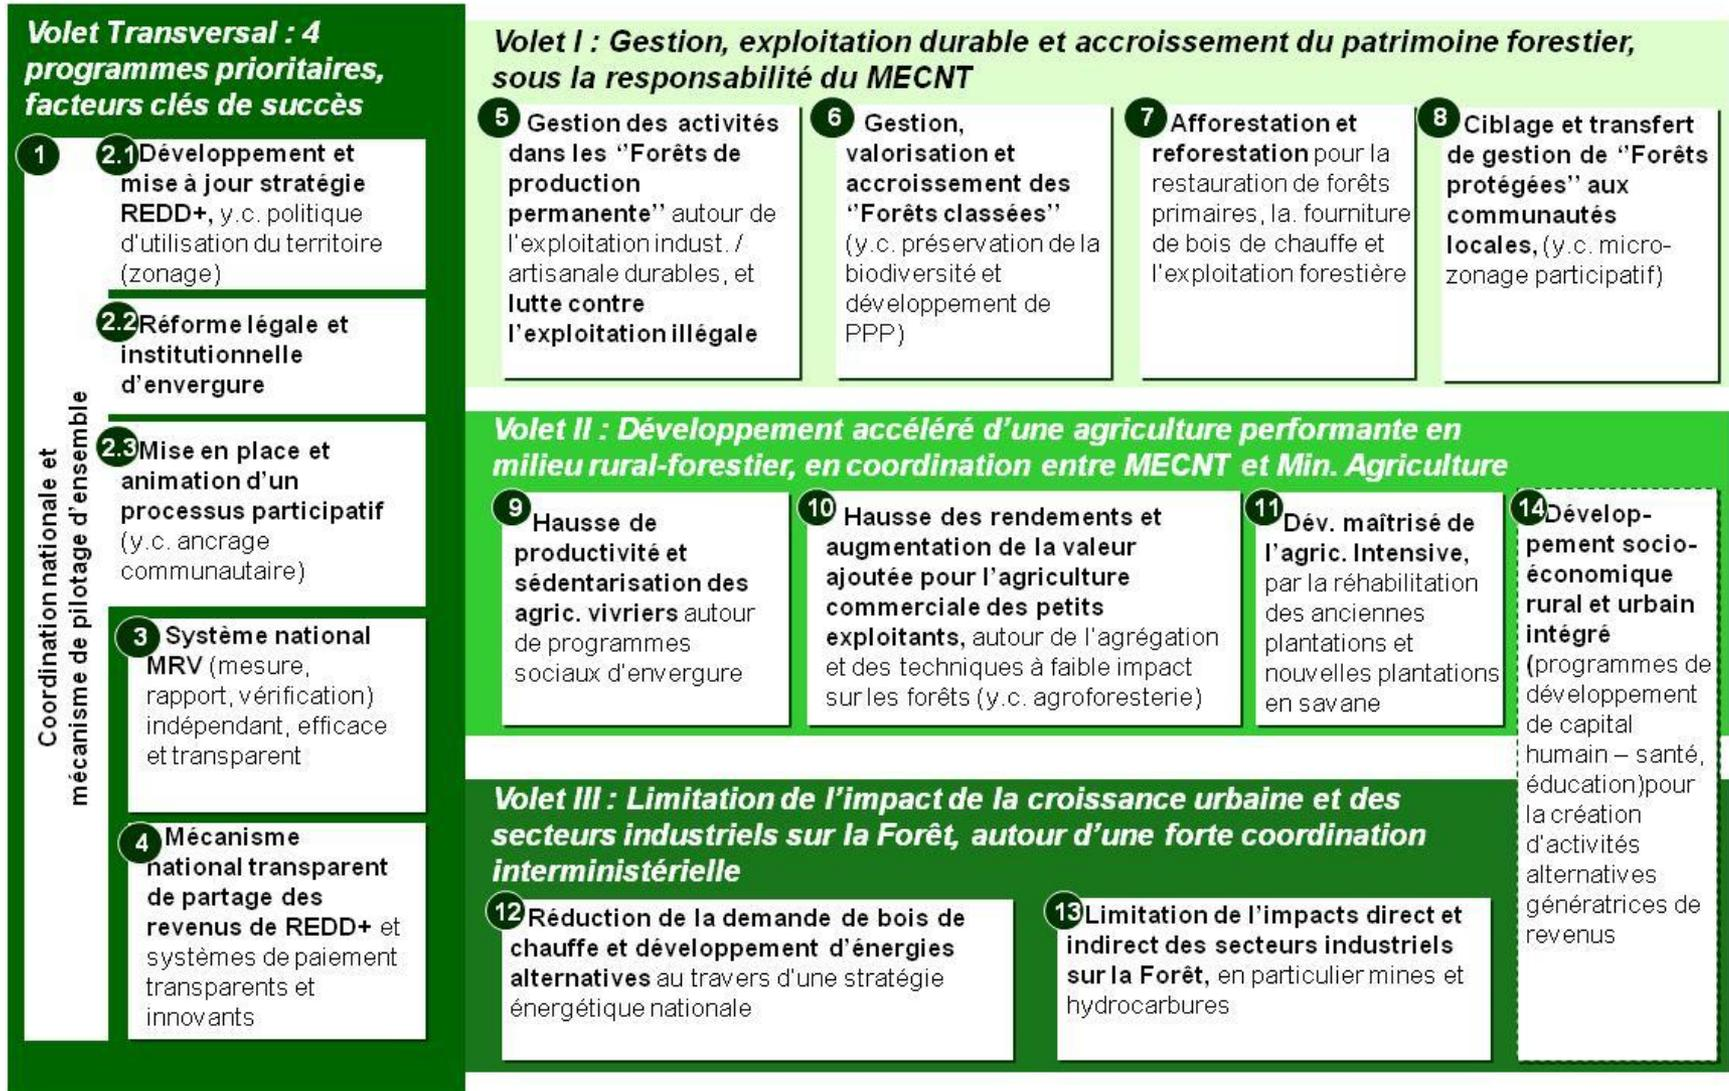 Volet Transversal : 4
programmes prioritaires,
facteurs clés de succès
1
Coordination nationale et
mécanisme de pilotage d'ensemble
2.1 Développement et
mise à jour stratégie
REDD+, y.c. politique
d'utilisation du territoire
(zonage)
2.2 Réforme légale et
institutionnelle
d'envergure
2.3 Mise en place et
animation d'un
processus participatif
(y.c. ancrage
communautaire)
3 Système national
MRV (mesure,
rapport, vérification)
indépendant, efficace
et transparent
4 Mécanisme
national transparent
de partage des
revenus de REDD+ et
systèmes de paiement
transparents et
innovants
Volet I : Gestion, exploitation durable et accroissement du patrimoine forestier,
sous la responsabilité du MECNT
5 Gestion des activités
dans les ‘’Forêts de
production
permanente’’ autour de
l'exploitation indust. /
artisanale durables, et
lutte contre
l'exploitation illégale
6 Gestion,
valorisation et
accroissement des
‘’Forêts classées’’
(y.c. préservation de la
biodiversité et
développement de
PPP)
7 Afforestation et
reforestation pour la
restauration de forêts
primaires, la. fourniture
de bois de chauffe et
l'exploitation forestière
8 Ciblage et transfert
de gestion de ‘’Forêts
protégées’’ aux
communautés
locales, (y.c. micro-
zonage participatif)
Volet II : Développement accéléré d'une agriculture performante en
milieu rural-forestier, en coordination entre MECNT et Min. Agriculture
9 Hausse de
productivité et
sédentarisation des
agric. vivriers autour
de programmes
sociaux d'envergure
10 Hausse des rendements et
augmentation de la valeur
ajoutée pour l'agriculture
commerciale des petits
exploitants, autour de l'agrégation
et des techniques à faible impact
sur les forêts (y.c. agroforesterie)
11 Dév. maîtrisé de
l'agric. Intensive,
par la réhabilitation
des anciennes
plantations et
nouvelles plantations
en savane
14 Dévelop-
pement socio-
économique
rural et urbain
intégré
(programmes de
développement
de capital
humain – santé,
éducation)pour
la création
d'activités
alternatives
génératrices de
revenus
Volet III : Limitation de l'impact de la croissance urbaine et des
secteurs industriels sur la Forêt, autour d'une forte coordination
interministérielle
12 Réduction de la demande de bois de
chauffe et développement d'énergies
alternatives au travers d'une stratégie
énergétique nationale
13 Limitation de l'impacts direct et
indirect des secteurs industriels
sur la Forêt, en particulier mines et
hydrocarbures